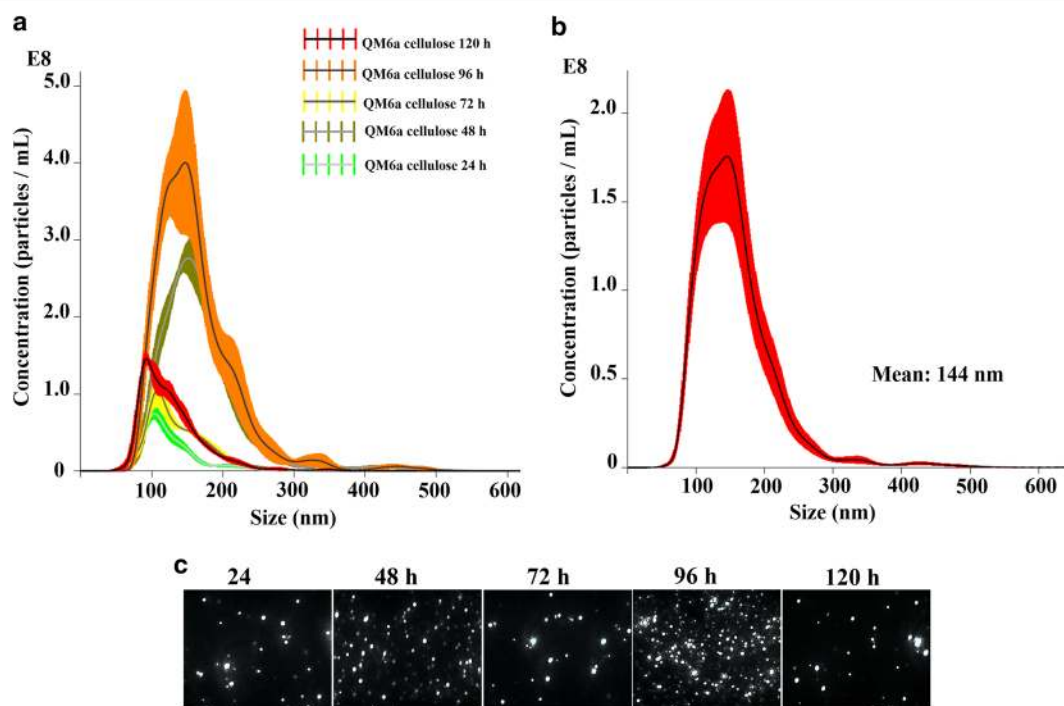 a
E8
5.0
4.0
3.0
2.0
1.0
0
Concentration (particles / mL)
100 200 300 400 500 600
Size (nm)
QM6a cellulose 120 h
QM6a cellulose 96 h
QM6a cellulose 72 h
QM6a cellulose 48 h
QM6a cellulose 24 h
b
E8
2.0
1.5
1.0
0.5
0
Concentration (particles / mL)
100 200 300 400 500 600
Size (nm)
Mean: 144 nm
c
24 48 h 72 h 96 h 120 h